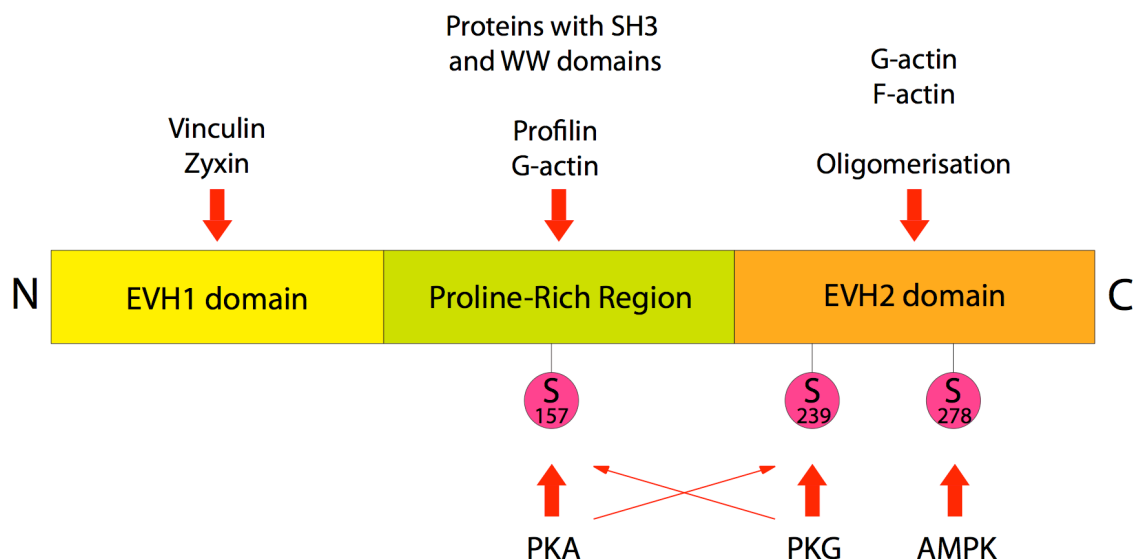 Proteins with SH3
and WW domains
G-actin
F-actin
Vinculin
Zyxin
Profilin
G-actin
Oligomerisation
N
EVH1 domain
Proline-Rich Region
EVH2 domain
C
S
157
S
239
S
278
PKA
PKG
AMPK